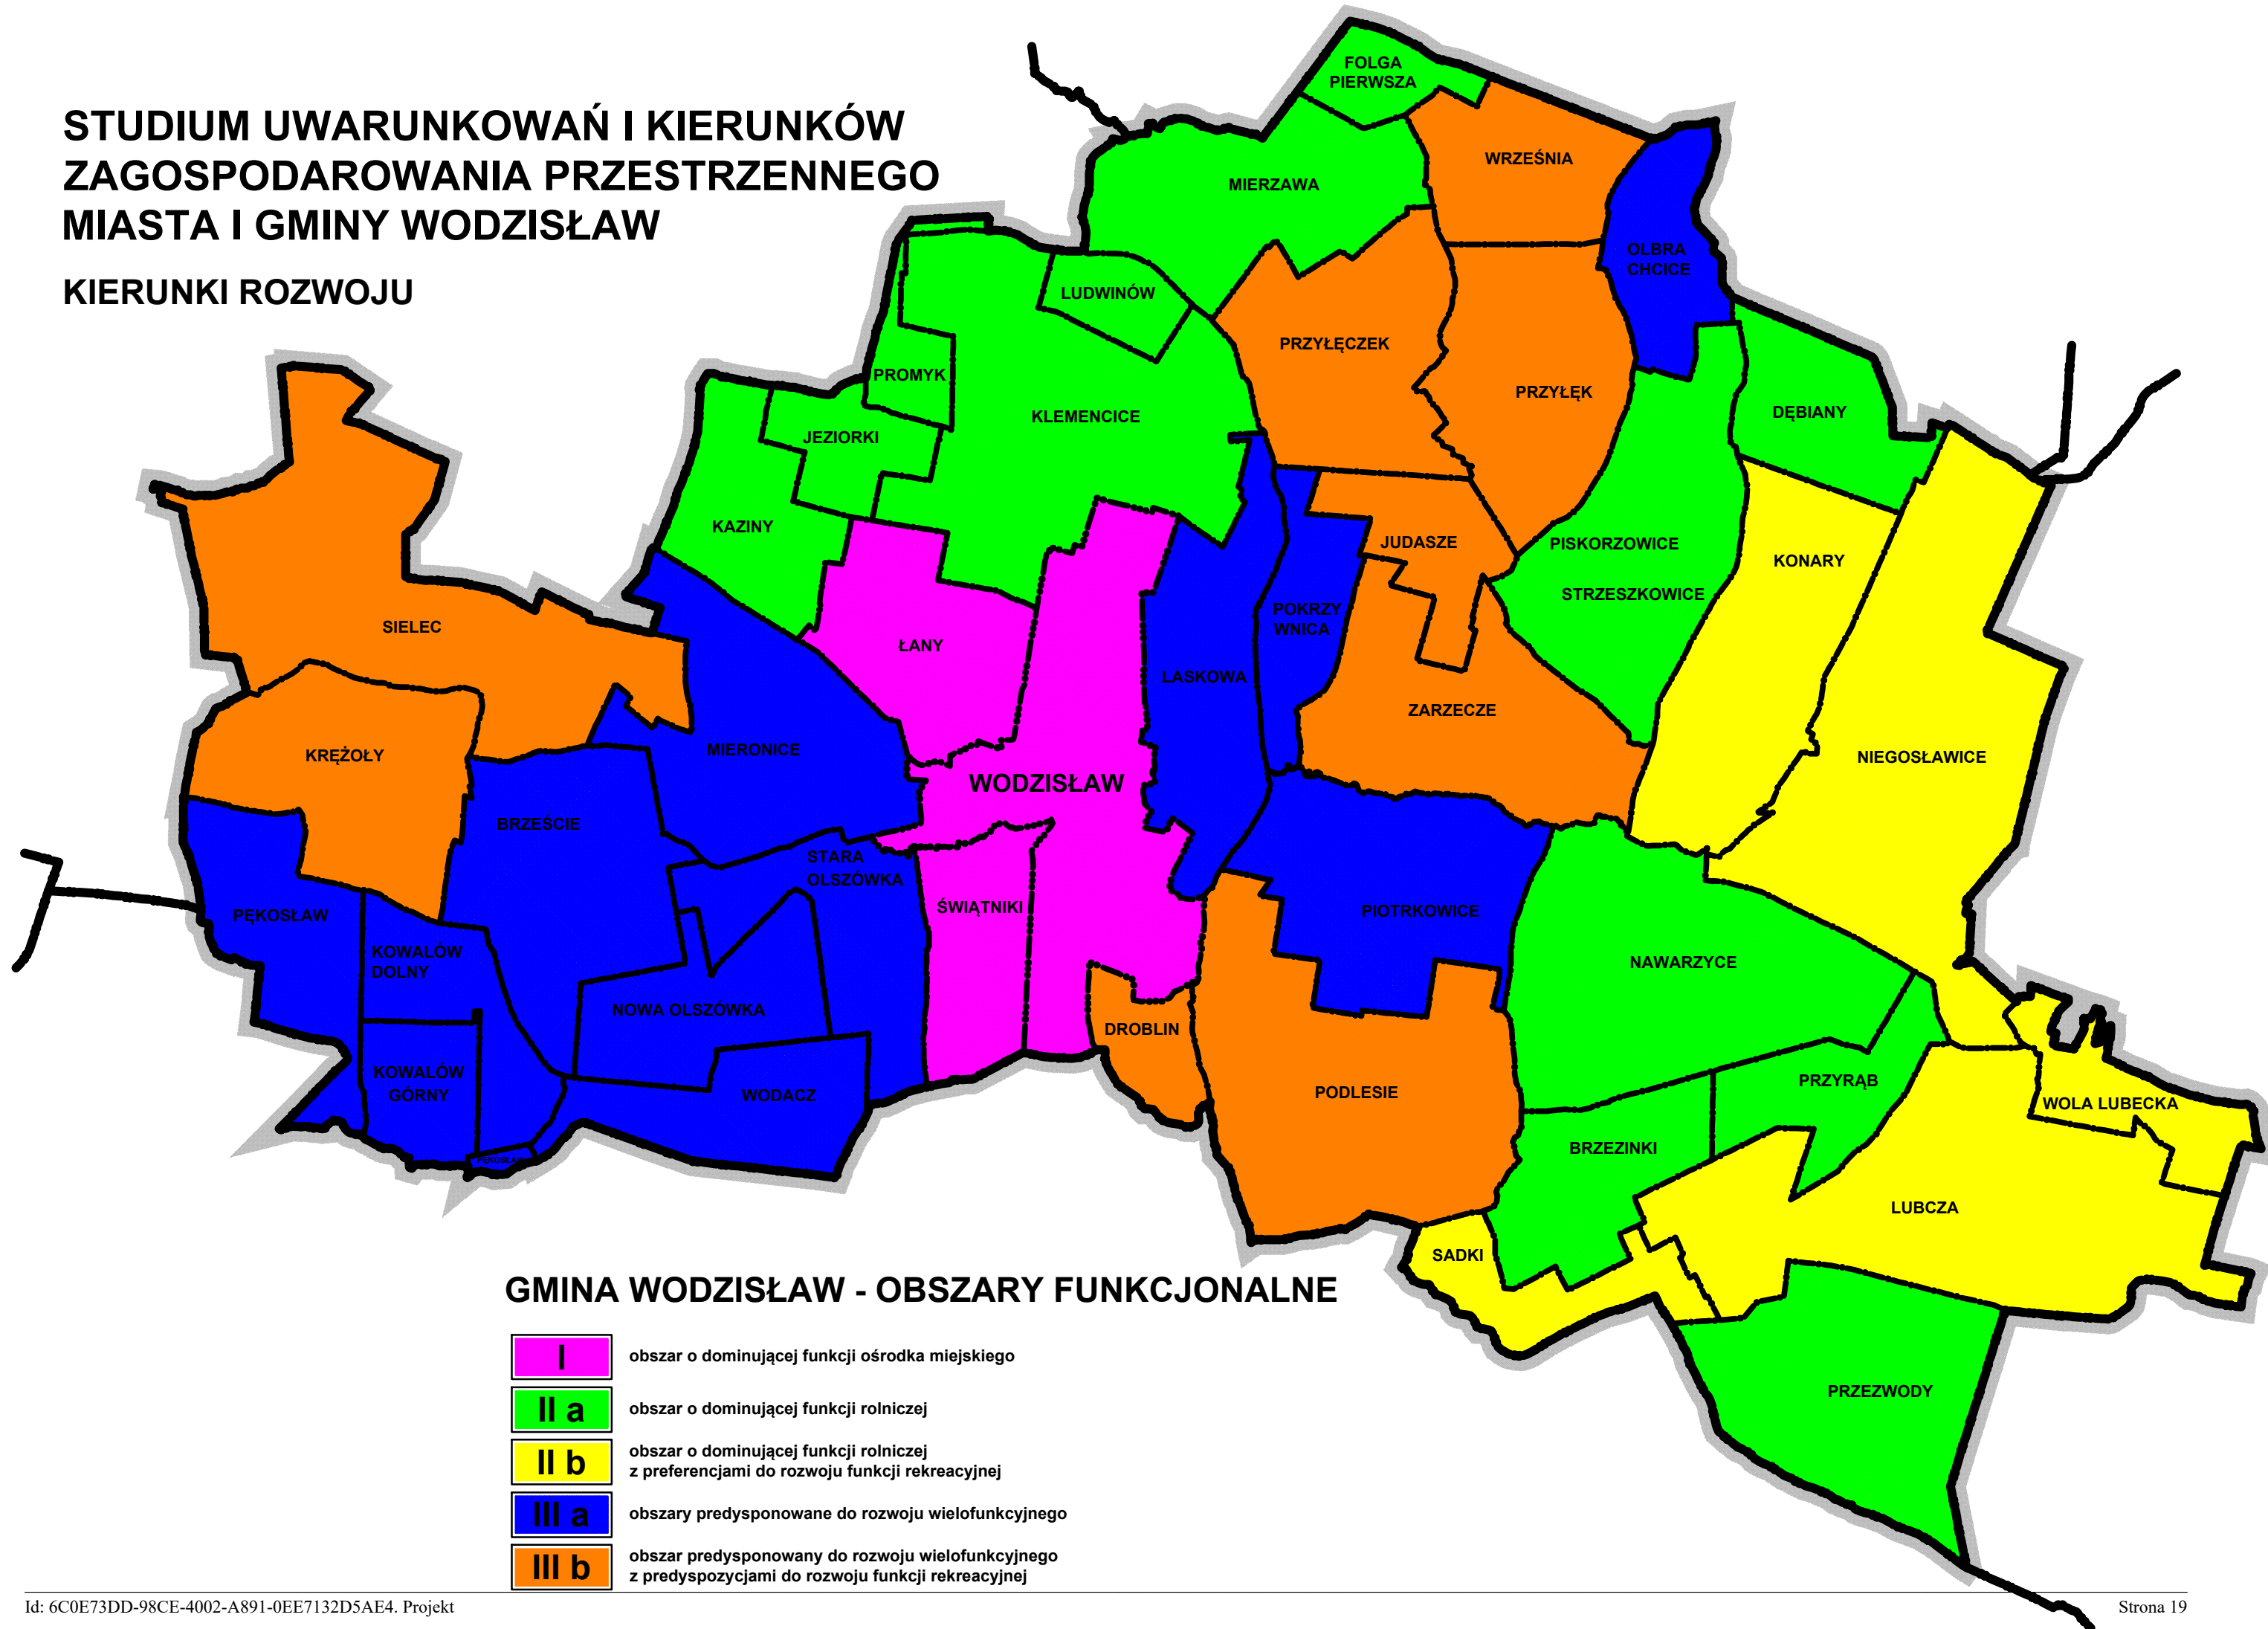 STUDIUM UWARUNKOWAŃ I KIERUNKÓW
ZAGOSPODAROWANIA PRZESTRZENNEGO
MIASTA I GMINY WODZISŁAW
KIERUNKI ROZWOJU
FOLGA
PIERWSZA
WRZEŚNIA
MIERZAWA
OLBRA
CHCICE
LUDWINÓW
PRZYŁĘCZEK
PROMYK
PRZYŁĘK
KLEMENCICE
DĘBIANY
JEZIORKI
KAZINY
JUDASZE
PISKORZOWICE
KONARY
STRZESZKOWICE
POKRZY
WNICA
SIELEC
ŁANY
LASKOWA
ZARZECZE
KRĘŻOŁY
MIERONICE
NIEGOSŁAWICE
WODZISŁAW
BRZEŚCIE
STARA
OLSZÓWKA
ŚWIĄTNIKI
PIOTRKOWICE
PĘKOSŁAW
KOWALÓW
DOLNY
NAWARZYCE
NOWA OLSZÓWKA
DROBLIN
KOWALÓW
GÓRNY
WODACZ
PODLESIE
PRZYRĄB
WOLA LUBECKA
BRZEZINKI
PĘKOSŁAW
LUBCZA
SADKI
PRZEZWODY
GMINA WODZISŁAW - OBSZARY FUNKCJONALNE
I obszar o dominującej funkcji ośrodka miejskiego
II a obszar o dominującej funkcji rolniczej
II b obszar o dominującej funkcji rolniczej
z preferencjami do rozwoju funkcji rekreacyjnej
III a obszary predysponowane do rozwoju wielofunkcyjnego
III b obszar predysponowany do rozwoju wielofunkcyjnego
z predyspozycjami do rozwoju funkcji rekreacyjnej
Id: 6C0E73DD-98CE-4002-A891-0EE7132D5AE4. Projekt
Strona 19